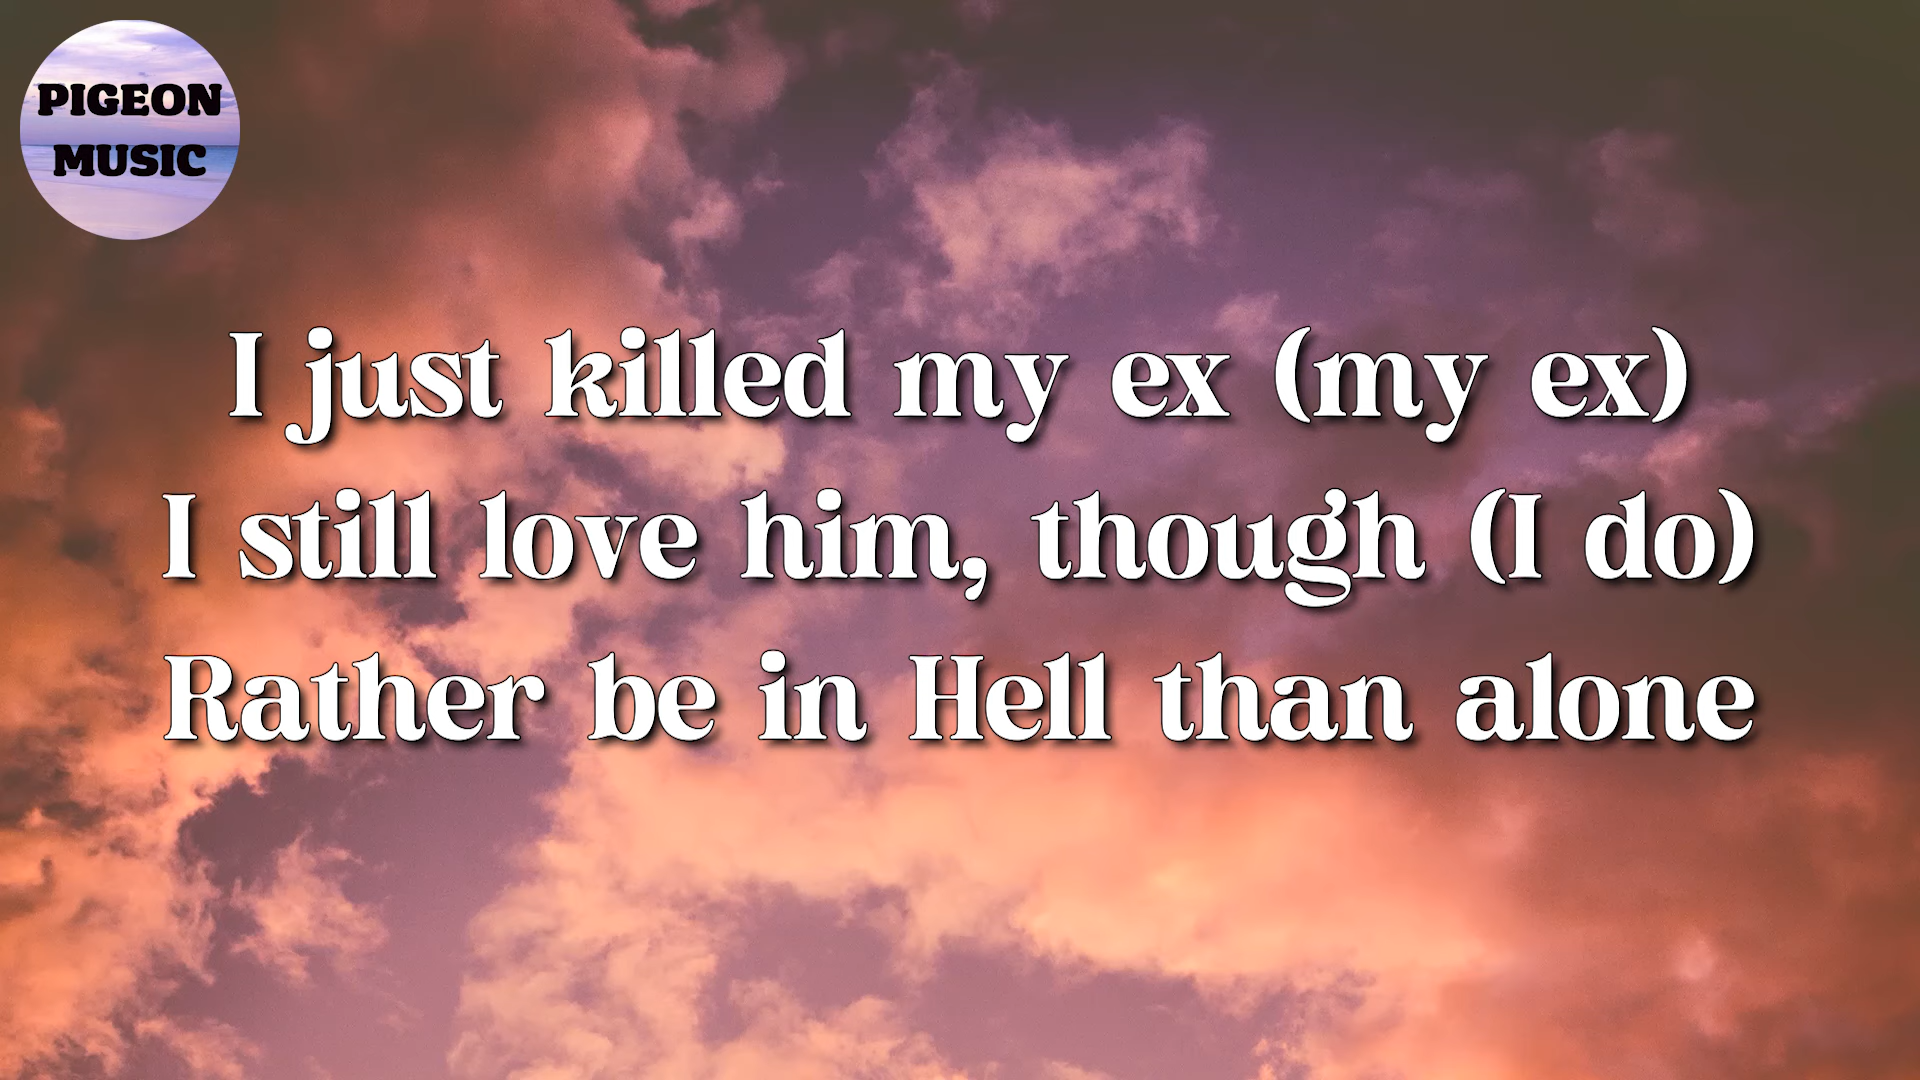 PIGEON
MUSIC
I just killed my ex (my ex)
I still love him, though (I do)
Rather be in Hell than alone